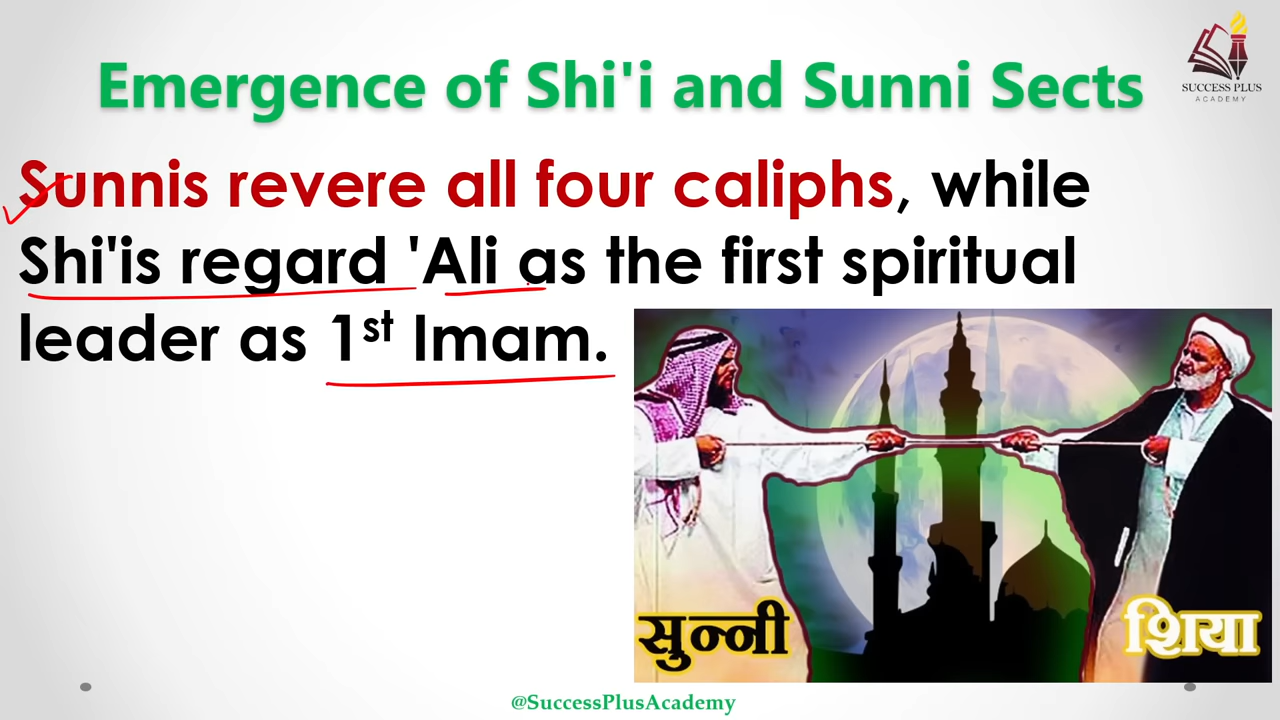 Emergence of Shi'i and Sunni Sects
SUCCESS PLUS
ACADEMY
Sunnis revere all four caliphs, while
Shi'is regard 'Ali as the first spiritual
leader as 1st Imam.
सुन्नी
शिया
@SuccessPlusAcademy